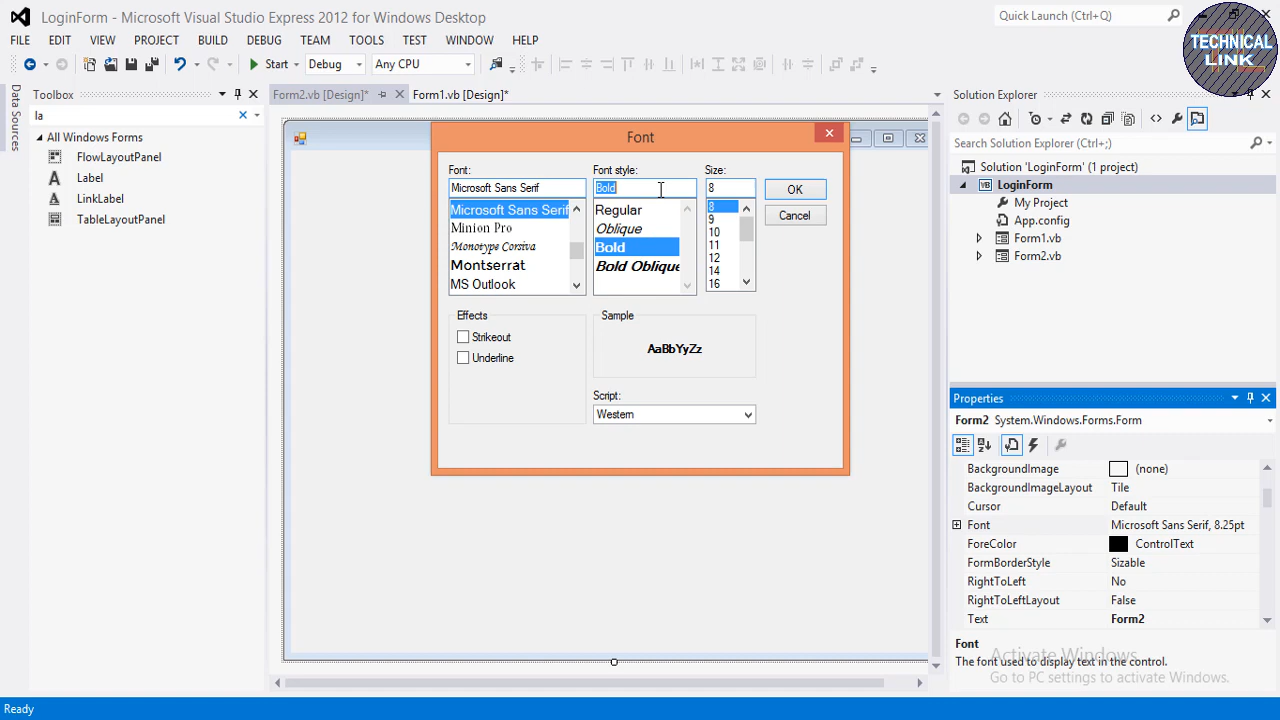 LoginForm - Microsoft Visual Studio Express 2012 for Windows Desktop
Quick Launch (Ctrl+Q)
TECHNICAL
LINK
FILE EDIT VIEW PROJECT BUILD DEBUG TEAM TOOLS TEST WINDOW HELP
Start Debug Any CPU
Data Sources
Toolbox
la
All Windows Forms
FlowLayoutPanel
Label
LinkLabel
TableLayoutPanel
Form2.vb [Design]* Form1.vb [Design]*
Font
Font: Font style: Size:
Microsoft Sans Serif Bold 8
OK
Cancel
Microsoft Sans Serif
Minion Pro
Monotype Corsiva
Montserrat
MS Outlook
Regular
Oblique
Bold
Bold Oblique
8
9
10
11
12
14
16
Effects
Strikeout
Underline
Sample
AaBbYyZz
Script:
Western
Solution Explorer
Search Solution Explorer (Ctrl+;)
Solution 'LoginForm' (1 project)
LoginForm
My Project
App.config
Form1.vb
Form2.vb
Properties
Form2 System.Windows.Forms.Form
BackgroundImage (none)
BackgroundImageLayout Tile
Cursor Default
Font Microsoft Sans Serif, 8.25pt
ForeColor ControlText
FormBorderStyle Sizable
RightToLeft No
RightToLeftLayout False
Text Form2
Font
The font used to display text in the control.
Activate Windows
Go to PC settings to activate Windows.
Ready